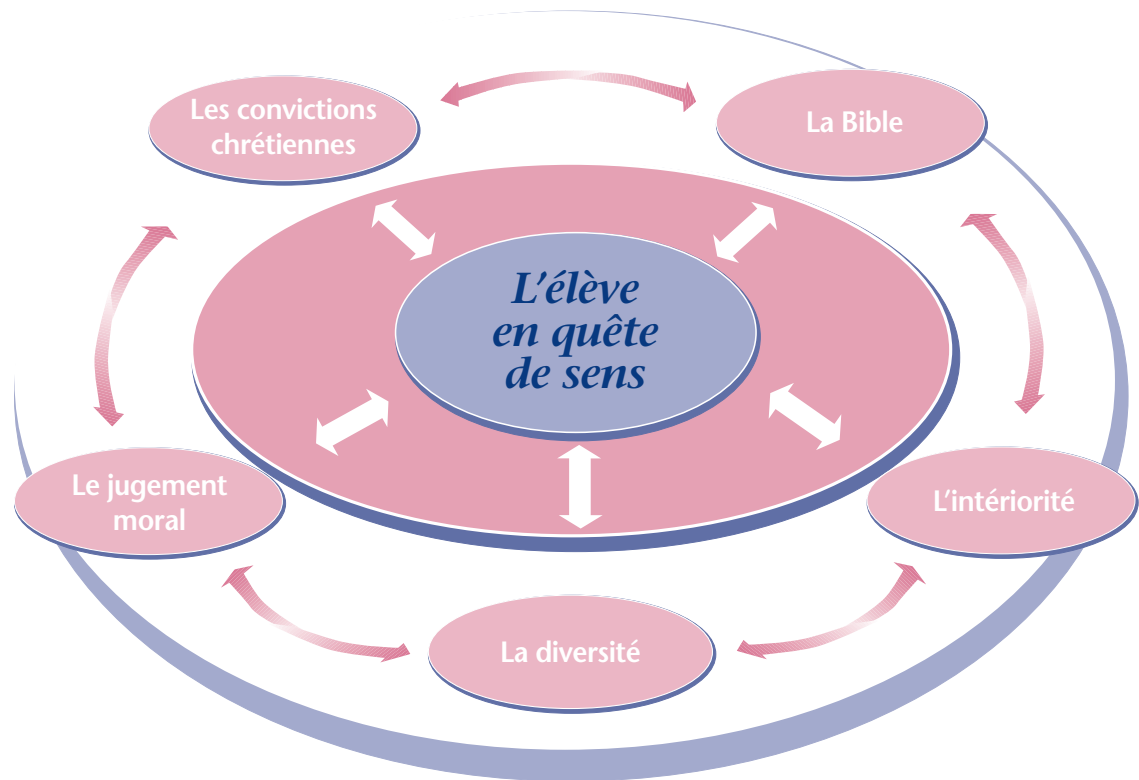 Les convictions
chrétiennes
La Bible
L’élève
en quête
de sens
Le jugement
moral
L’intériorité
La diversité